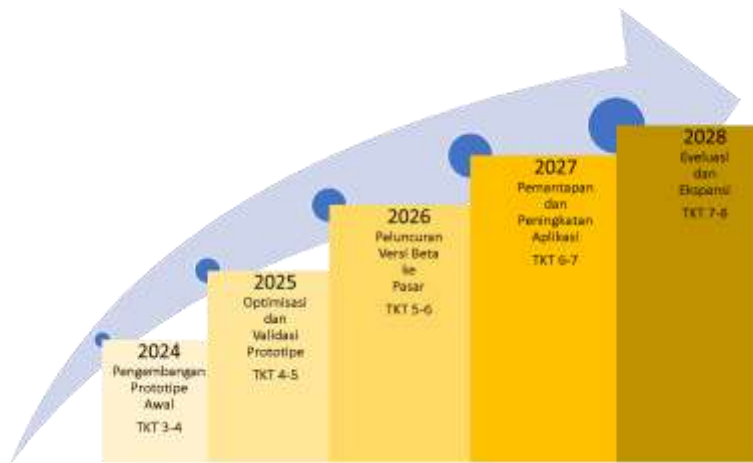 2024
Pengembangan
Prototipe
Awal
TKT 3-4
2025
Optimisasi
dan
Validasi
Prototipe
TKT 4-5
2026
Peluncuran
Versi Beta
ke
Pasar
TKT 5-6
2027
Pemantapan
dan
Peningkatan
Aplikasi
TKT 6-7
2028
Eveluasi
dan
Ekspansi
TKT 7-8